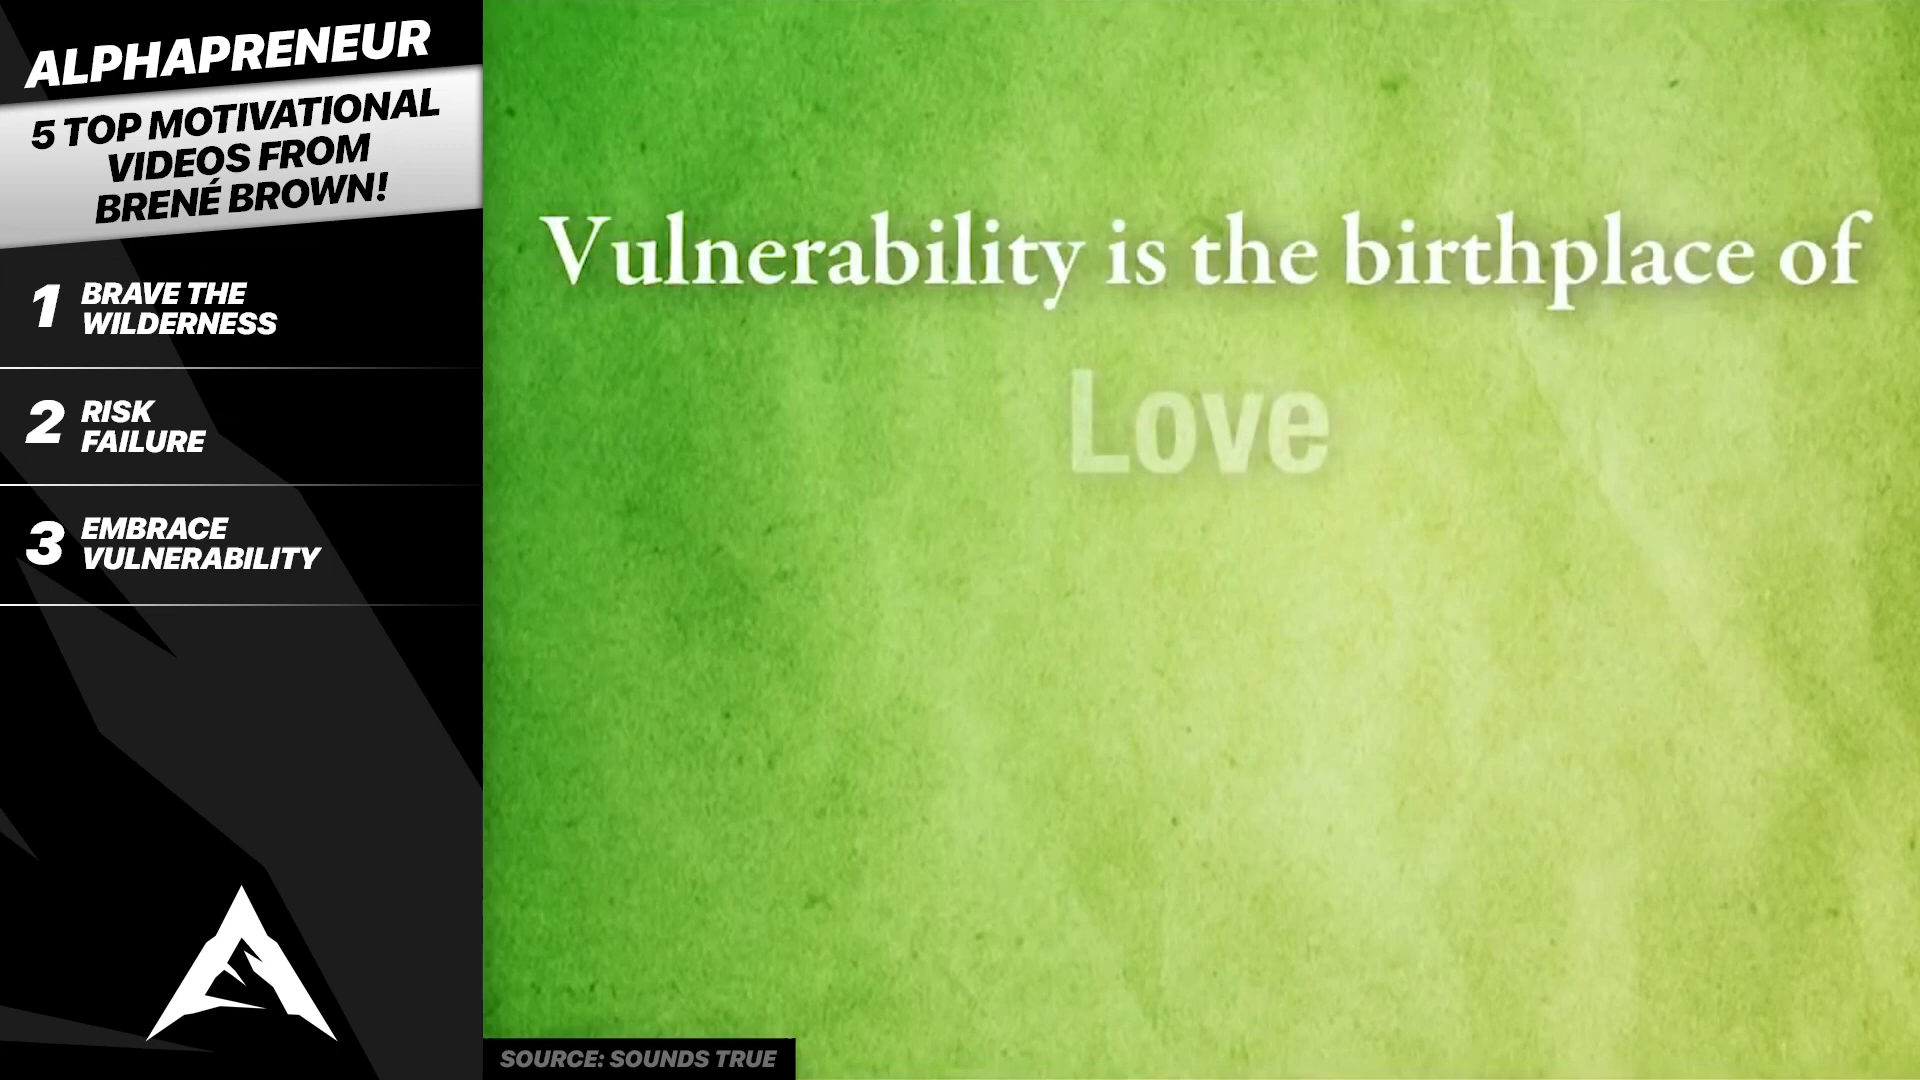 ALPHAPRENEUR
5 TOP MOTIVATIONAL
VIDEOS FROM
BRENÉ BROWN!
1 BRAVE THE
WILDERNESS
2 RISK
FAILURE
3 EMBRACE
VULNERABILITY
Vulnerability is the birthplace of
Love
SOURCE: SOUNDS TRUE